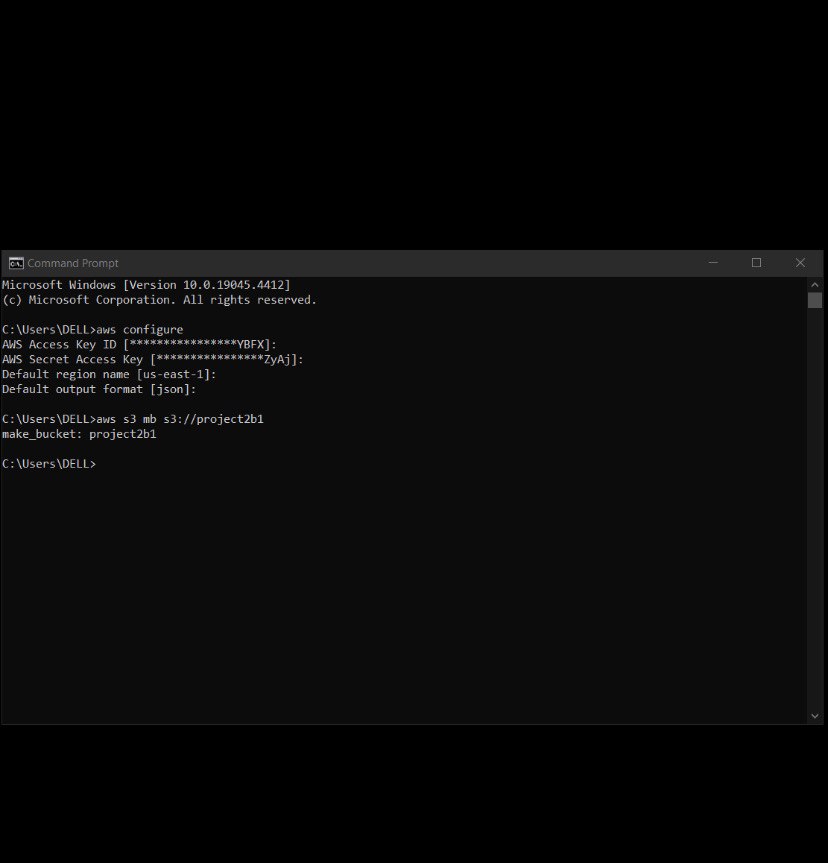 Command Prompt
Microsoft Windows [Version 10.0.19045.4412]
(c) Microsoft Corporation. All rights reserved.
C:\Users\DELL>aws configure
AWS Access Key ID [****************YBFX]:
AWS Secret Access Key [****************ZyAj]:
Default region name [us-east-1]:
Default output format [json]:
C:\Users\DELL>aws s3 mb s3://project2b1
make_bucket: project2b1
C:\Users\DELL>